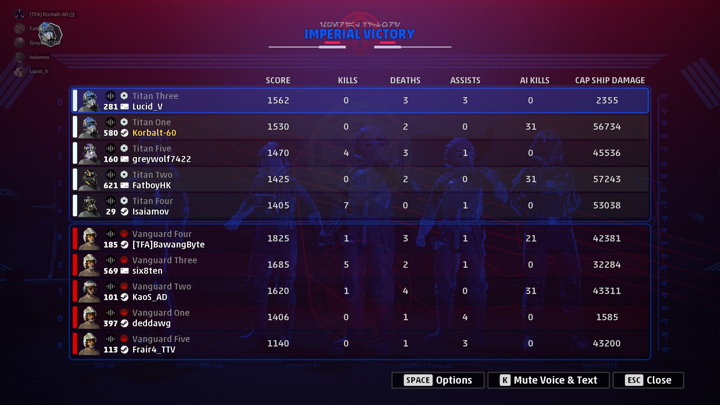 [TFA] Korbalt-60
Isaiamov
Lucid_V
IMPERIAL VICTORY
SCORE KILLS DEATHS ASSISTS AI KILLS CAP SHIP DAMAGE
Titan Three
281 Lucid_V 1562 0 3 3 0 2355
Titan One
580 Korbalt-60 1530 0 2 0 31 56734
Titan Five
160 greywolf7422 1470 4 3 1 0 45536
Titan Two
621 FatboyHK 1425 0 2 0 31 57243
Titan Four
29 Isaiamov 1405 7 0 1 0 53038
Vanguard Four
185 [TFA]BawangByte 1825 1 3 1 21 42381
Vanguard Three
569 six8ten 1685 5 2 1 0 32284
Vanguard Two
101 KaoS_AD 1620 1 4 0 31 43311
Vanguard One
397 deddawg 1406 0 1 4 0 1585
Vanguard Five
113 Frair4_TTV 1140 0 1 3 0 43200
SPACE Options K Mute Voice & Text ESC Close